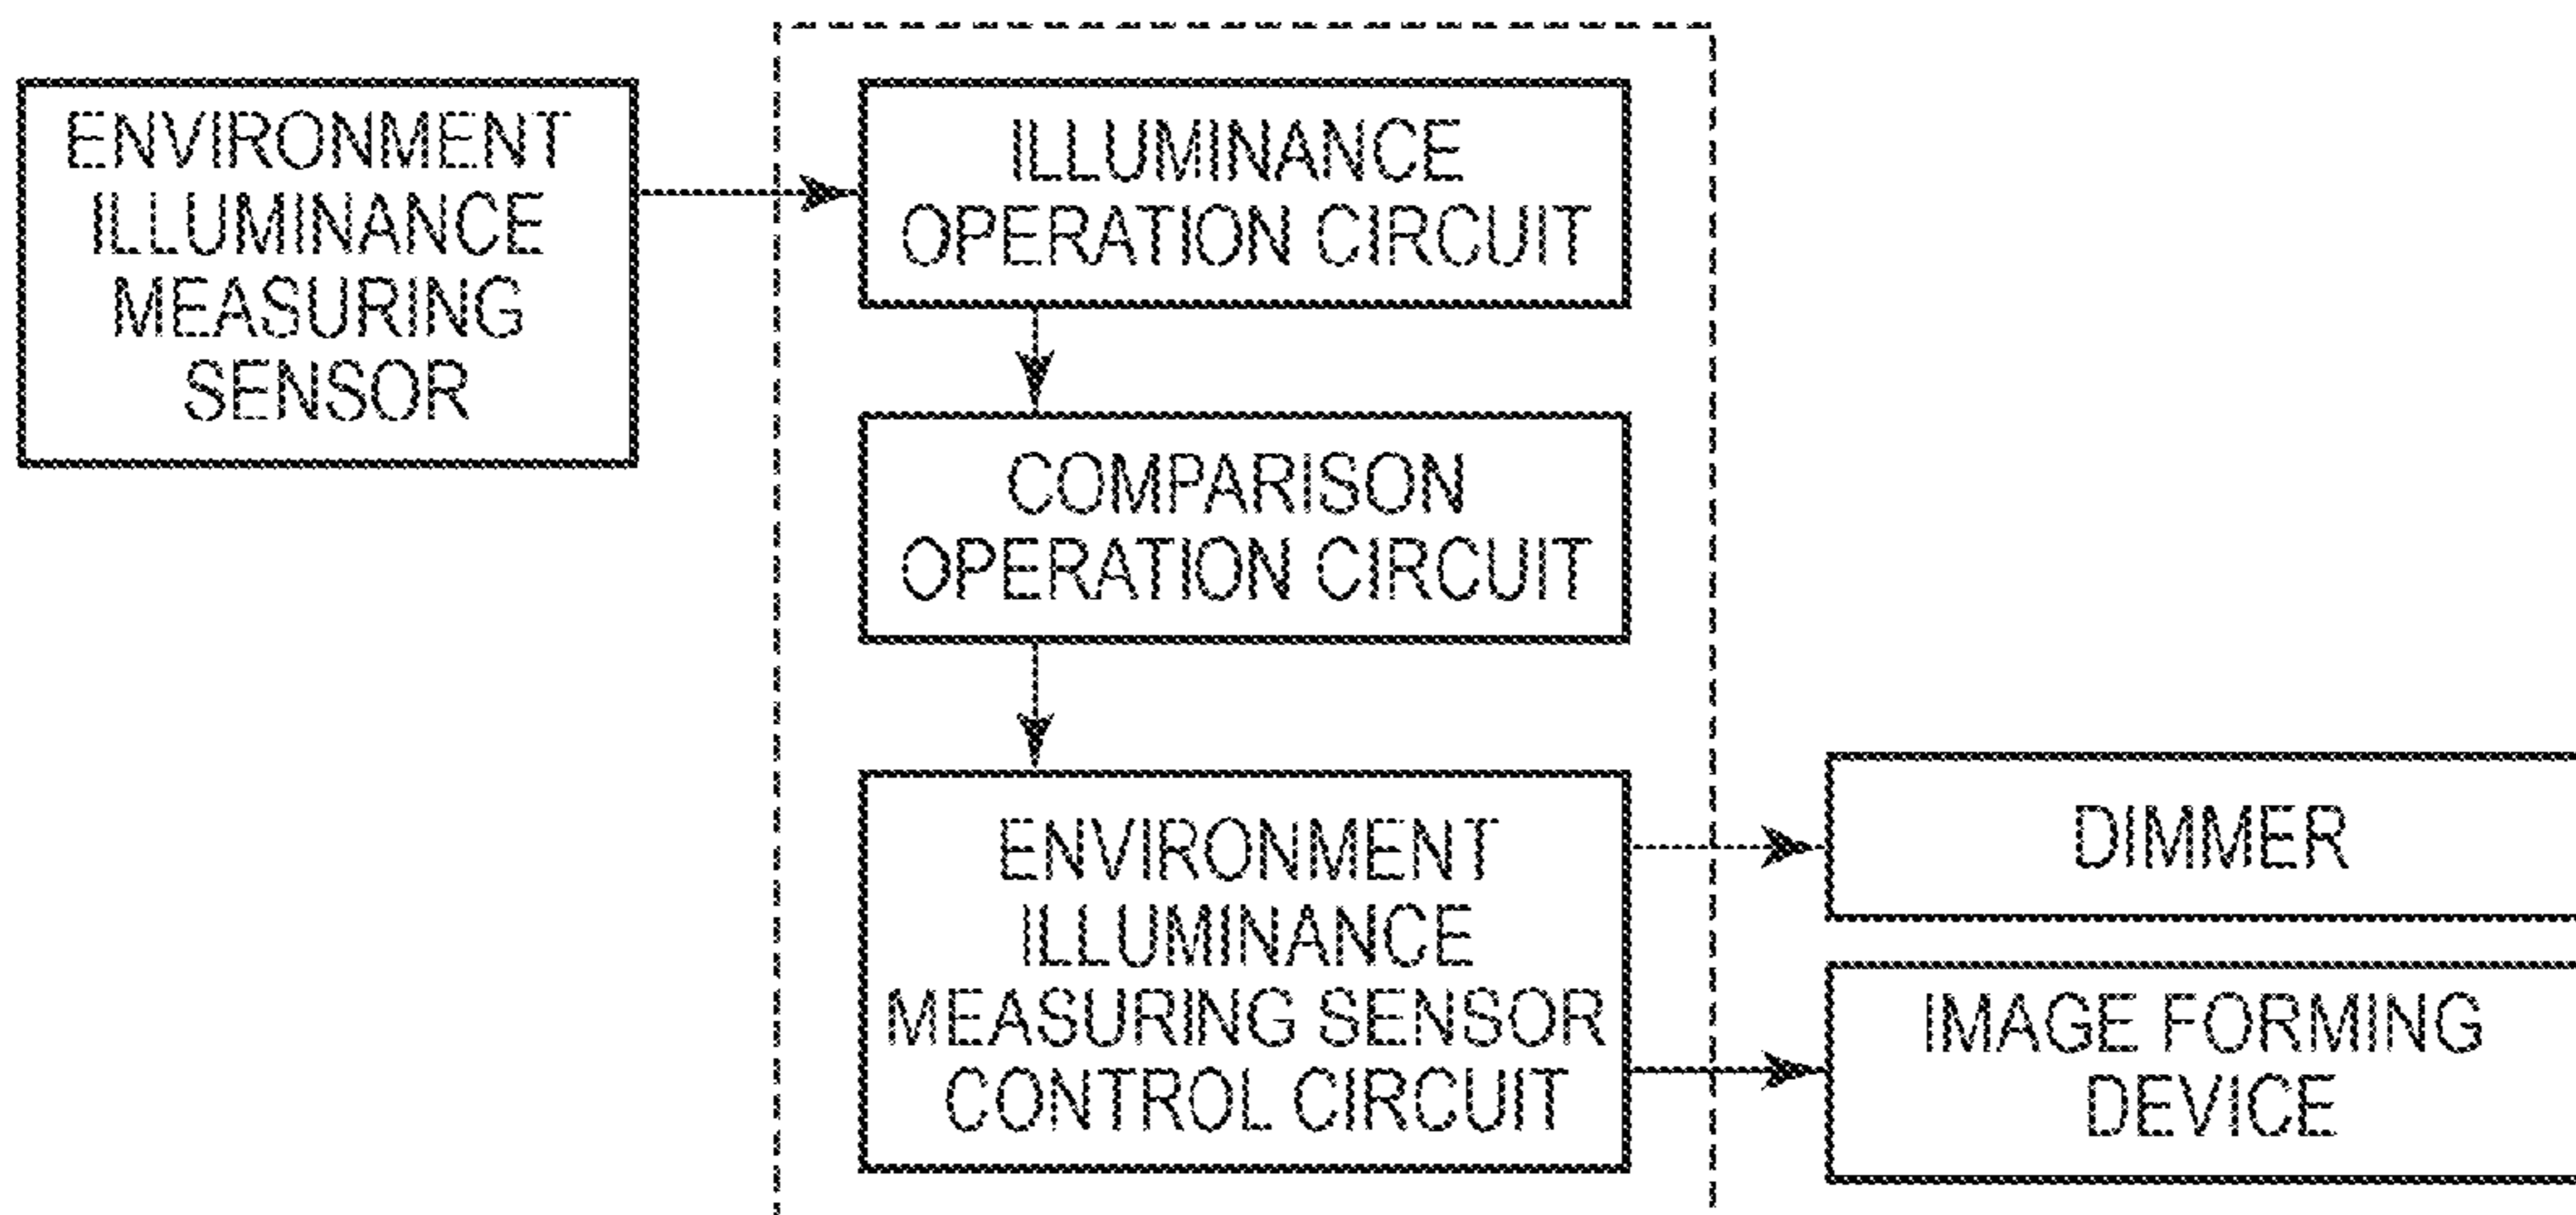 ENVIRONMENT
ILLUMINANCE
MEASURING
SENSOR
ILLUMINANCE
OPERATION CIRCUIT
COMPARISON
OPERATION CIRCUIT
ENVIRONMENT
ILLUMINANCE
MEASURING SENSOR
CONTROL CIRCUIT
DIMMER
IMAGE FORMING
DEVICE